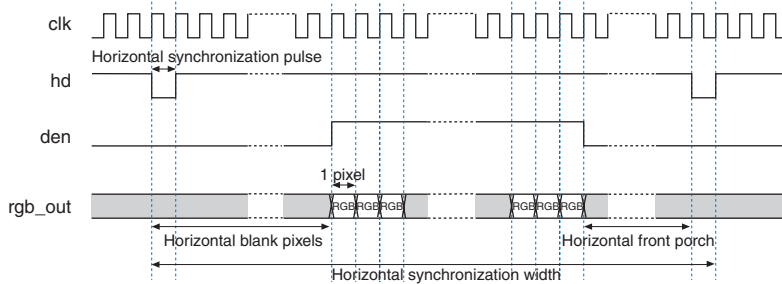 clk
Horizontal synchronization pulse
hd
den
1 pixel
rgb_out
RGB RGB RGB RGB RGB RGB
Horizontal blank pixels
Horizontal front porch
Horizontal synchronization width